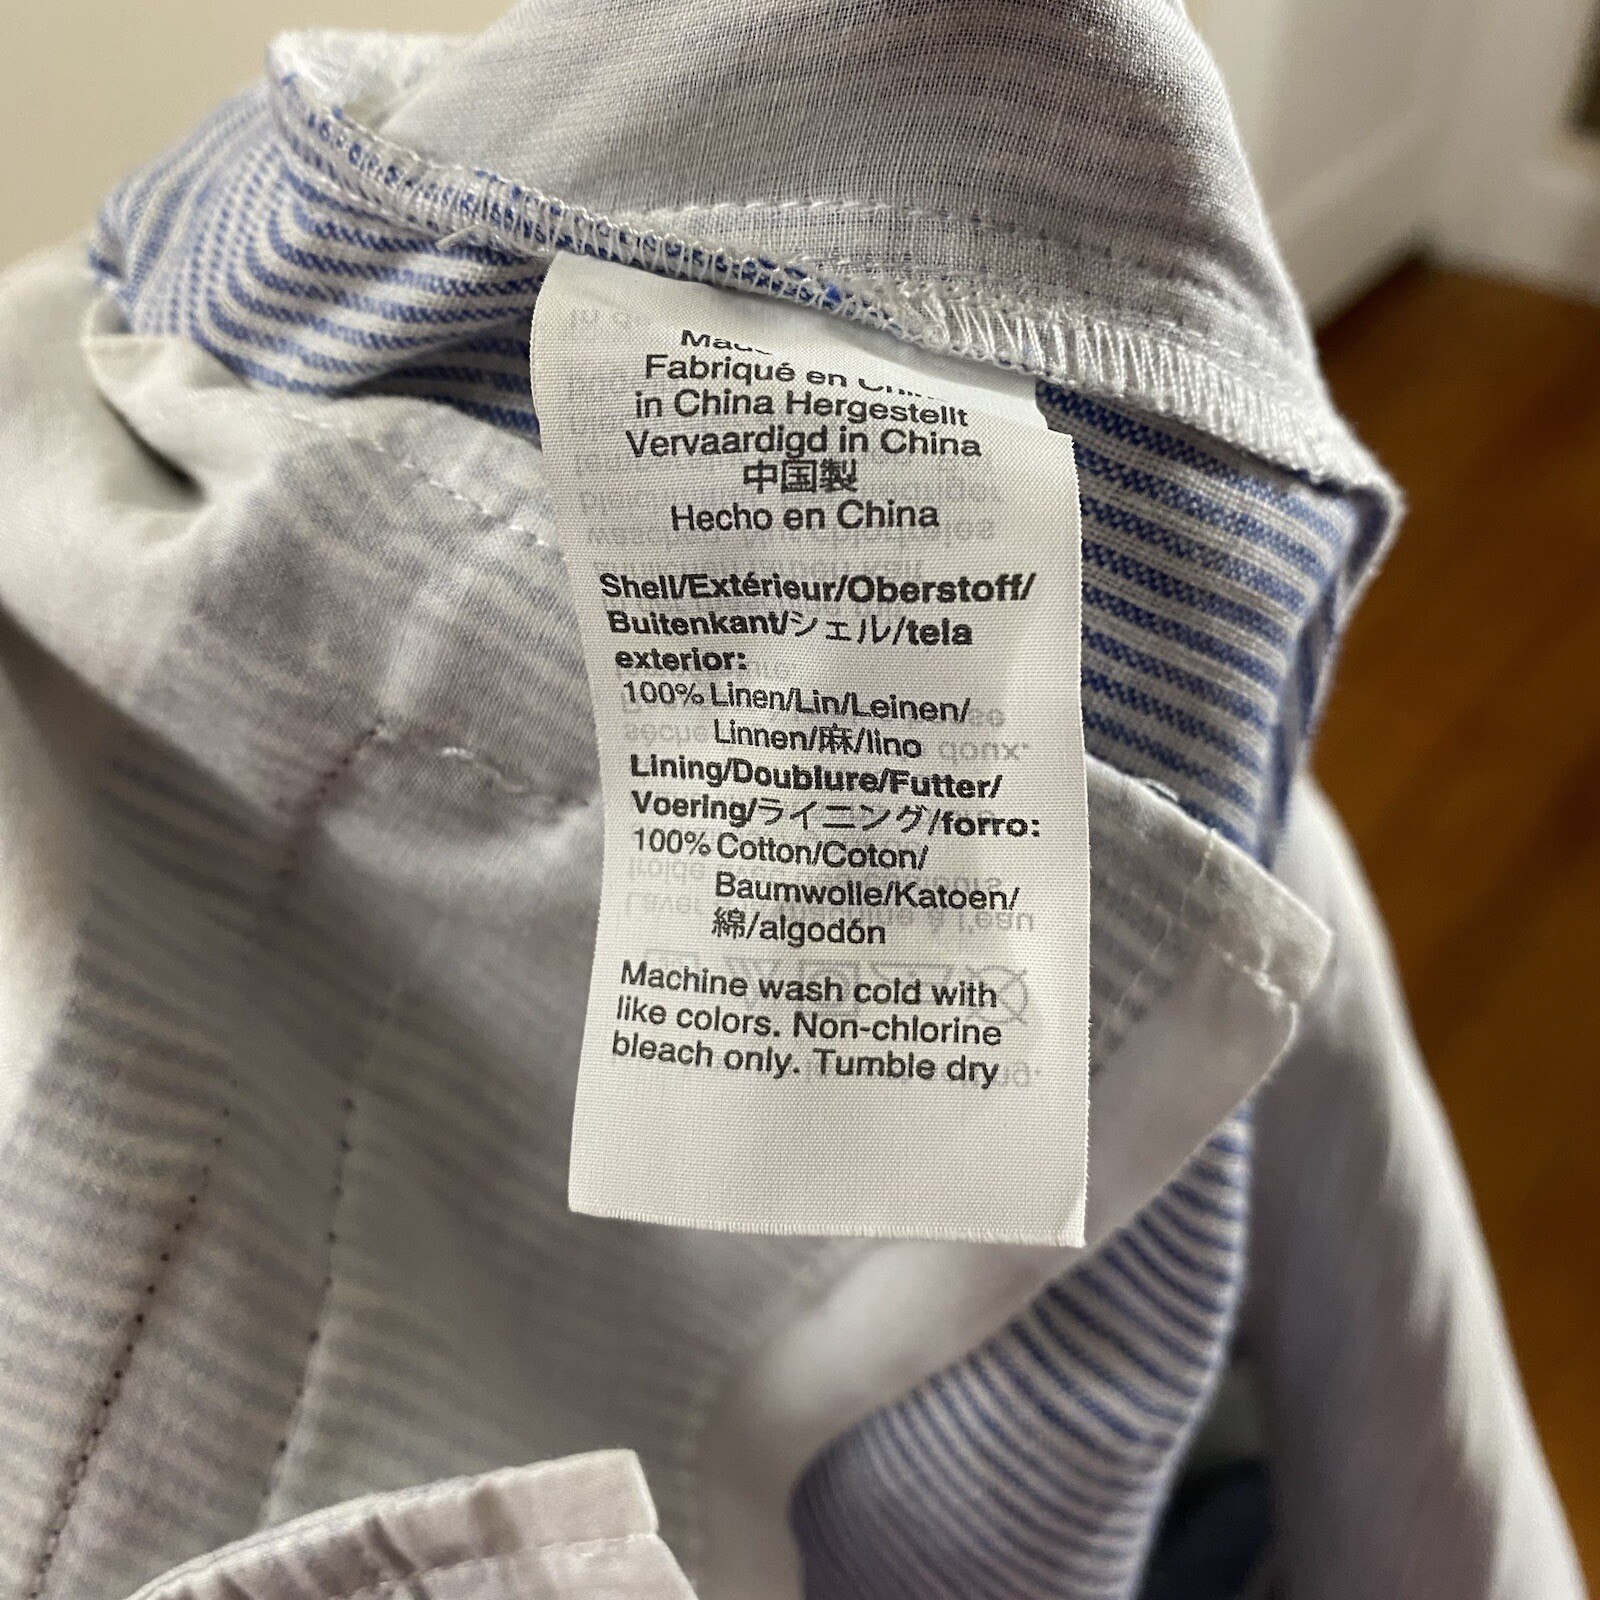 Fabriqué en
in China Hergestellt
Vervaardigd in China
中国製
Hecho en China
Shell/Extérieur/Oberstoff/
Buitenkant/シェル/tela
exterior:
100% Linen/Lin/Leinen/
Linnen/麻/lino
Lining/Doublure/Futter/
Voering/ライニング/forro:
100% Cotton/Coton/
Baumwolle/Katoen/
綿/algodón
Machine wash cold with
like colors. Non-chlorine
bleach only. Tumble dry